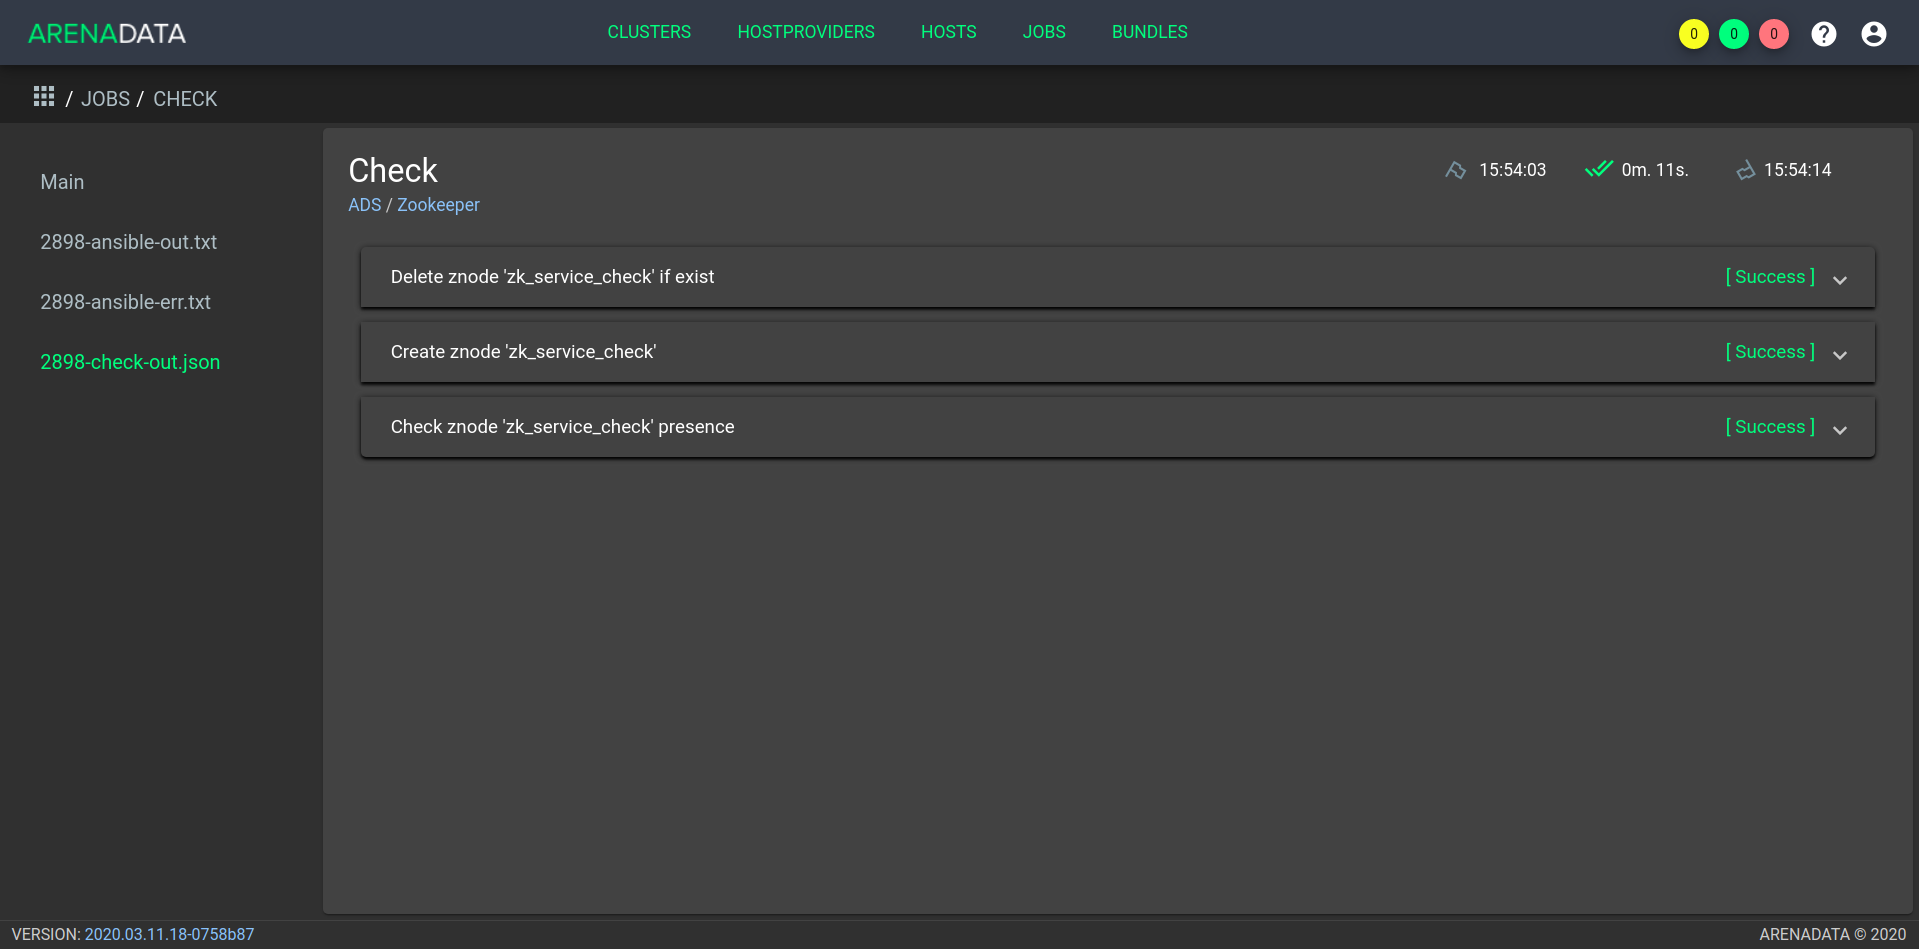 ARENADATA CLUSTERS HOSTPROVIDERS HOSTS JOBS BUNDLES 0 0 0
/ JOBS / CHECK
Main
2898-ansible-out.txt
2898-ansible-err.txt
2898-check-out.json
Check 15:54:03 0m. 11s. 15:54:14
ADS / Zookeeper
Delete znode 'zk_service_check' if exist [ Success ]
Create znode 'zk_service_check' [ Success ]
Check znode 'zk_service_check' presence [ Success ]
VERSION: 2020.03.11.18-0758b87 ARENADATA © 2020